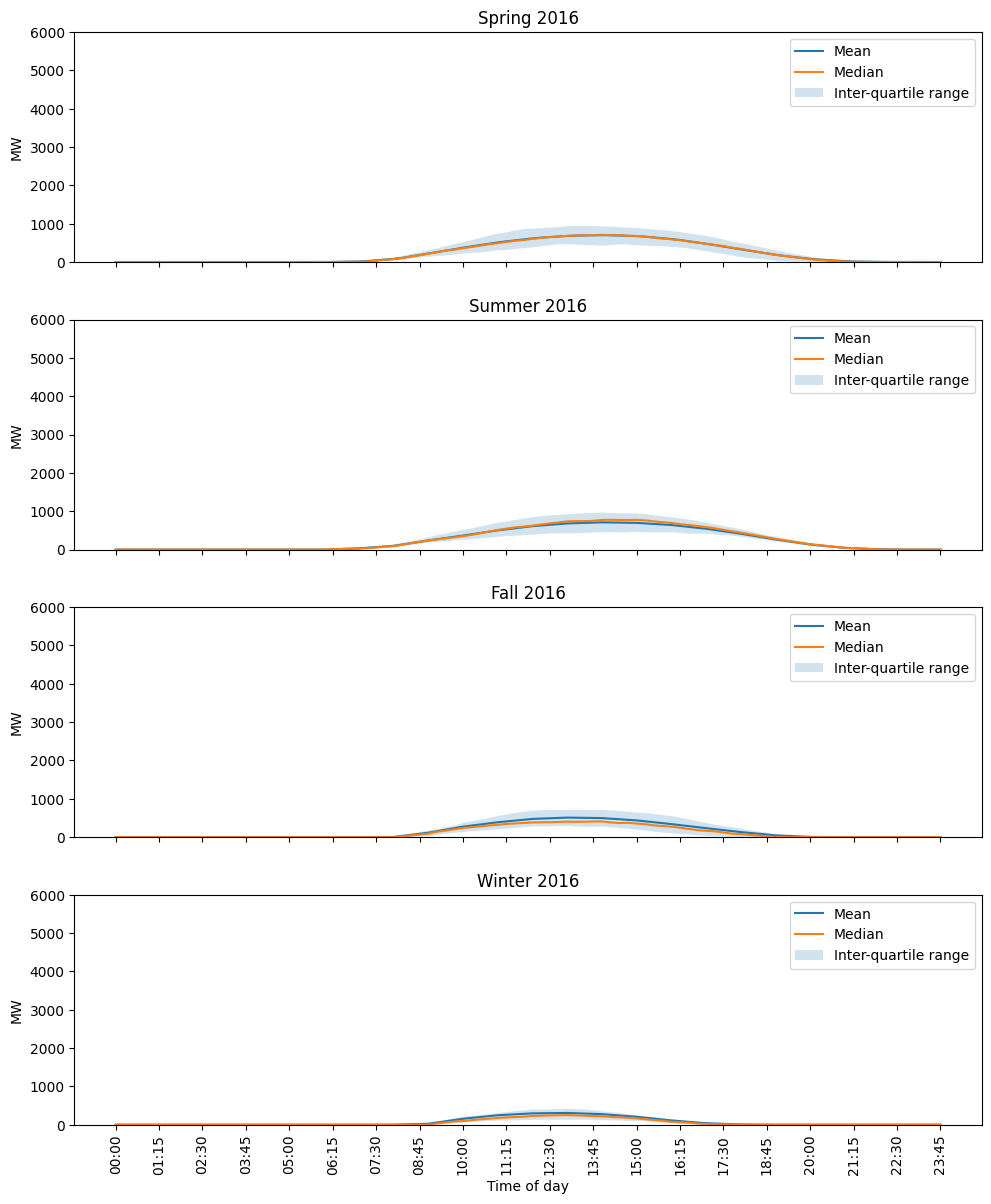 Spring 2016
6000
5000
4000
3000
2000
1000
0
MW
Mean
Median
Inter-quartile range
Summer 2016
6000
5000
4000
3000
2000
1000
0
MW
Mean
Median
Inter-quartile range
Fall 2016
6000
5000
4000
3000
2000
1000
0
MW
Mean
Median
Inter-quartile range
Winter 2016
6000
5000
4000
3000
2000
1000
0
MW
Mean
Median
Inter-quartile range
00:00
01:15
02:30
03:45
05:00
06:15
07:30
08:45
10:00
11:15
12:30
13:45
15:00
16:15
17:30
18:45
20:00
21:15
22:30
23:45
Time of day